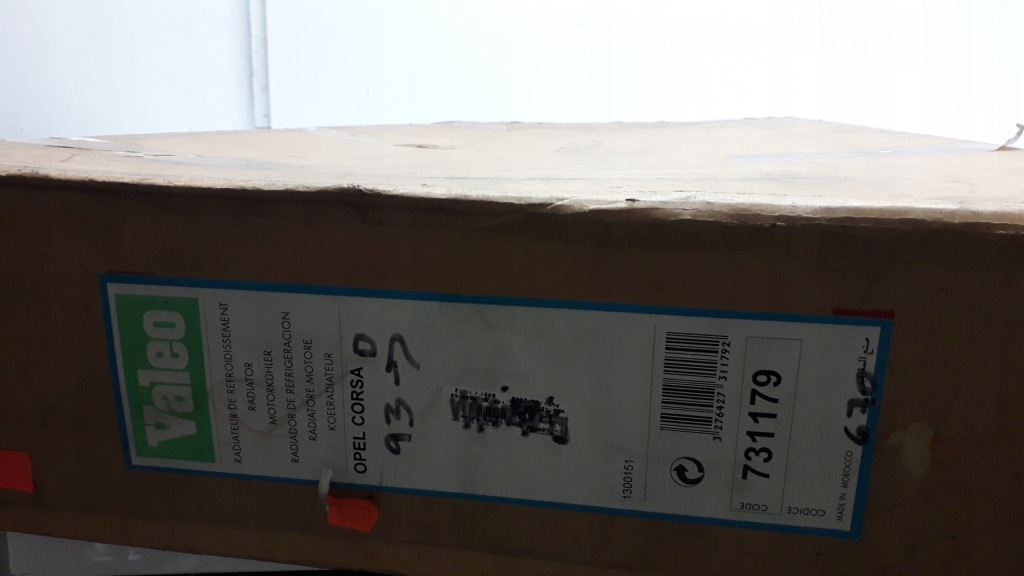 Valeo
RADIATEUR DE REFROIDISSEMENT
RADIATOR
MOTORKÜHLER
RADIADOR DE REFRIGERACION
RADIATORE MOTORE
KOELRADIATEUR
OPEL CORSA D
93→
1300151
3 276427 311792
CODE
731179
CODICE
MADE IN MOROCCO